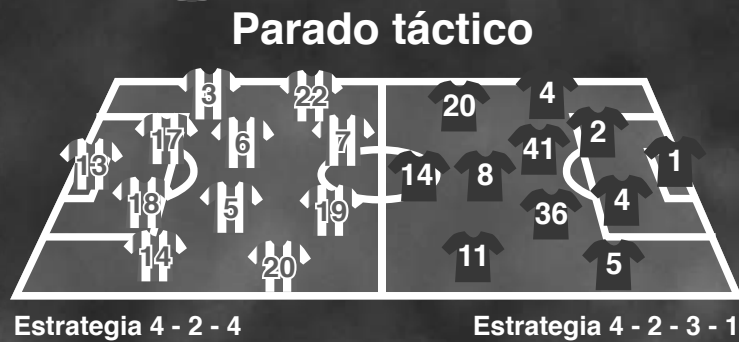 Parado táctico
3 22 20 4
17 6 7 41 2
13 14 8 1
18 5 19 36 4
14 20 11 5
Estrategia 4 - 2 - 4 Estrategia 4 - 2 - 3 - 1